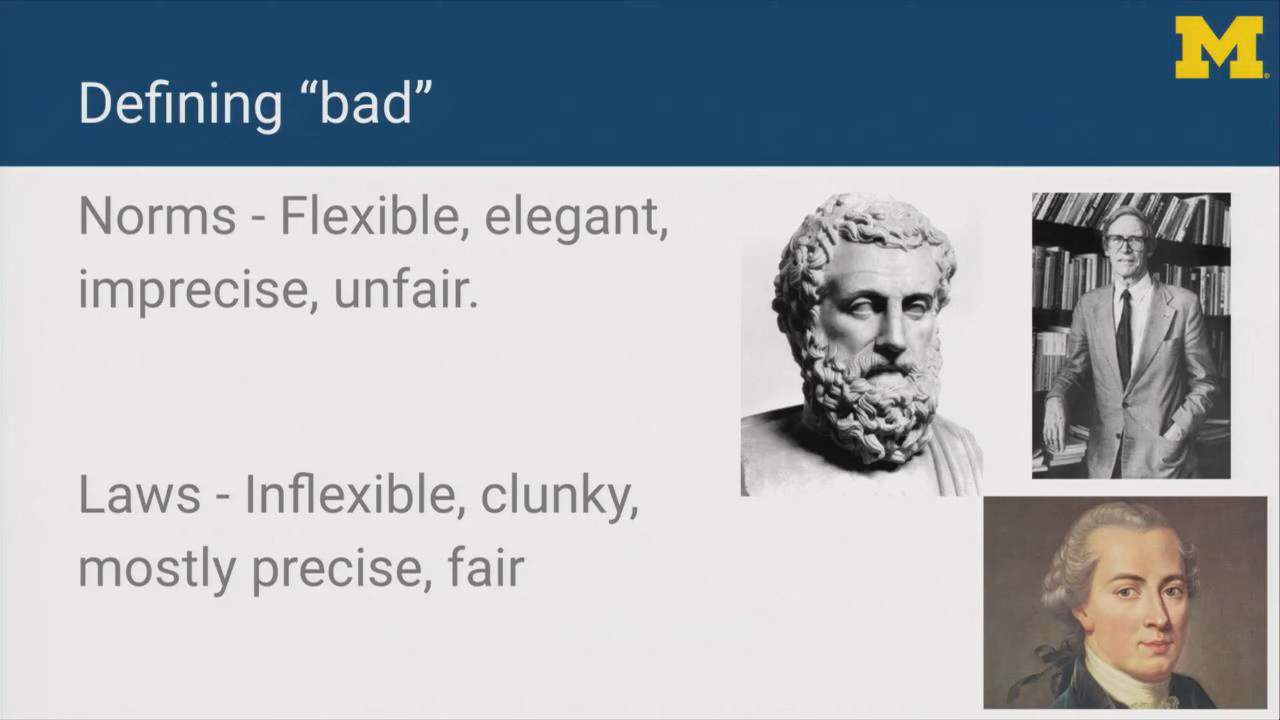 M
Defining “bad”
Norms - Flexible, elegant,
imprecise, unfair.
Laws - Inflexible, clunky,
mostly precise, fair